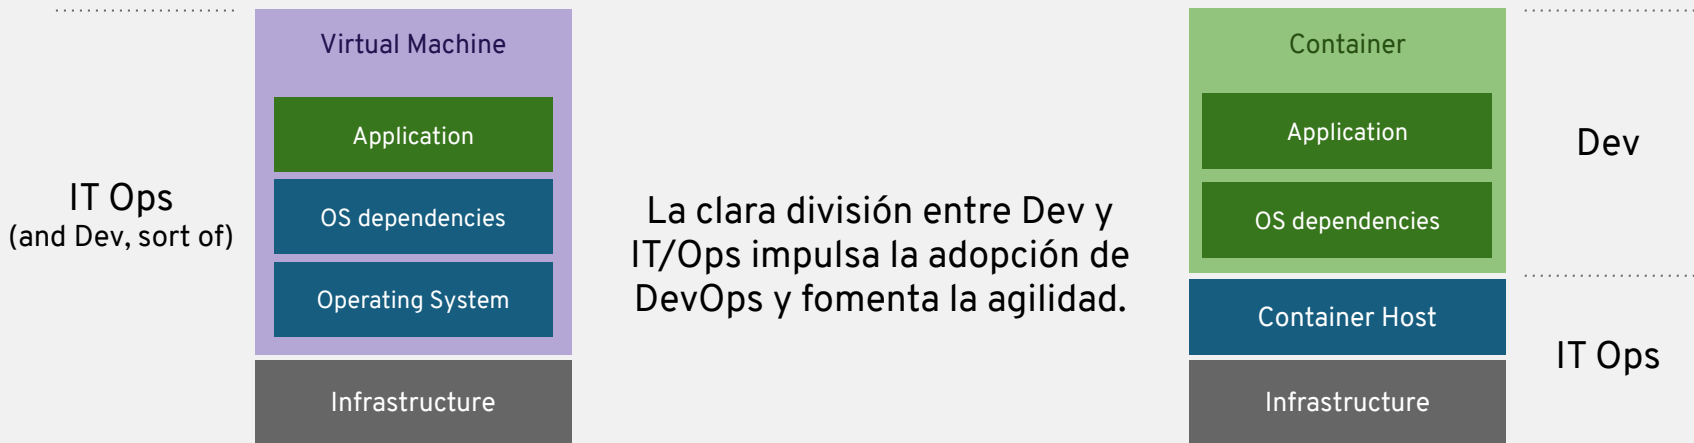 IT Ops
(and Dev, sort of)
Virtual Machine
Application
OS dependencies
Operating System
Infrastructure
La clara división entre Dev y
IT/Ops impulsa la adopción de
DevOps y fomenta la agilidad.
Container
Application
OS dependencies
Container Host
Infrastructure
Dev
IT Ops